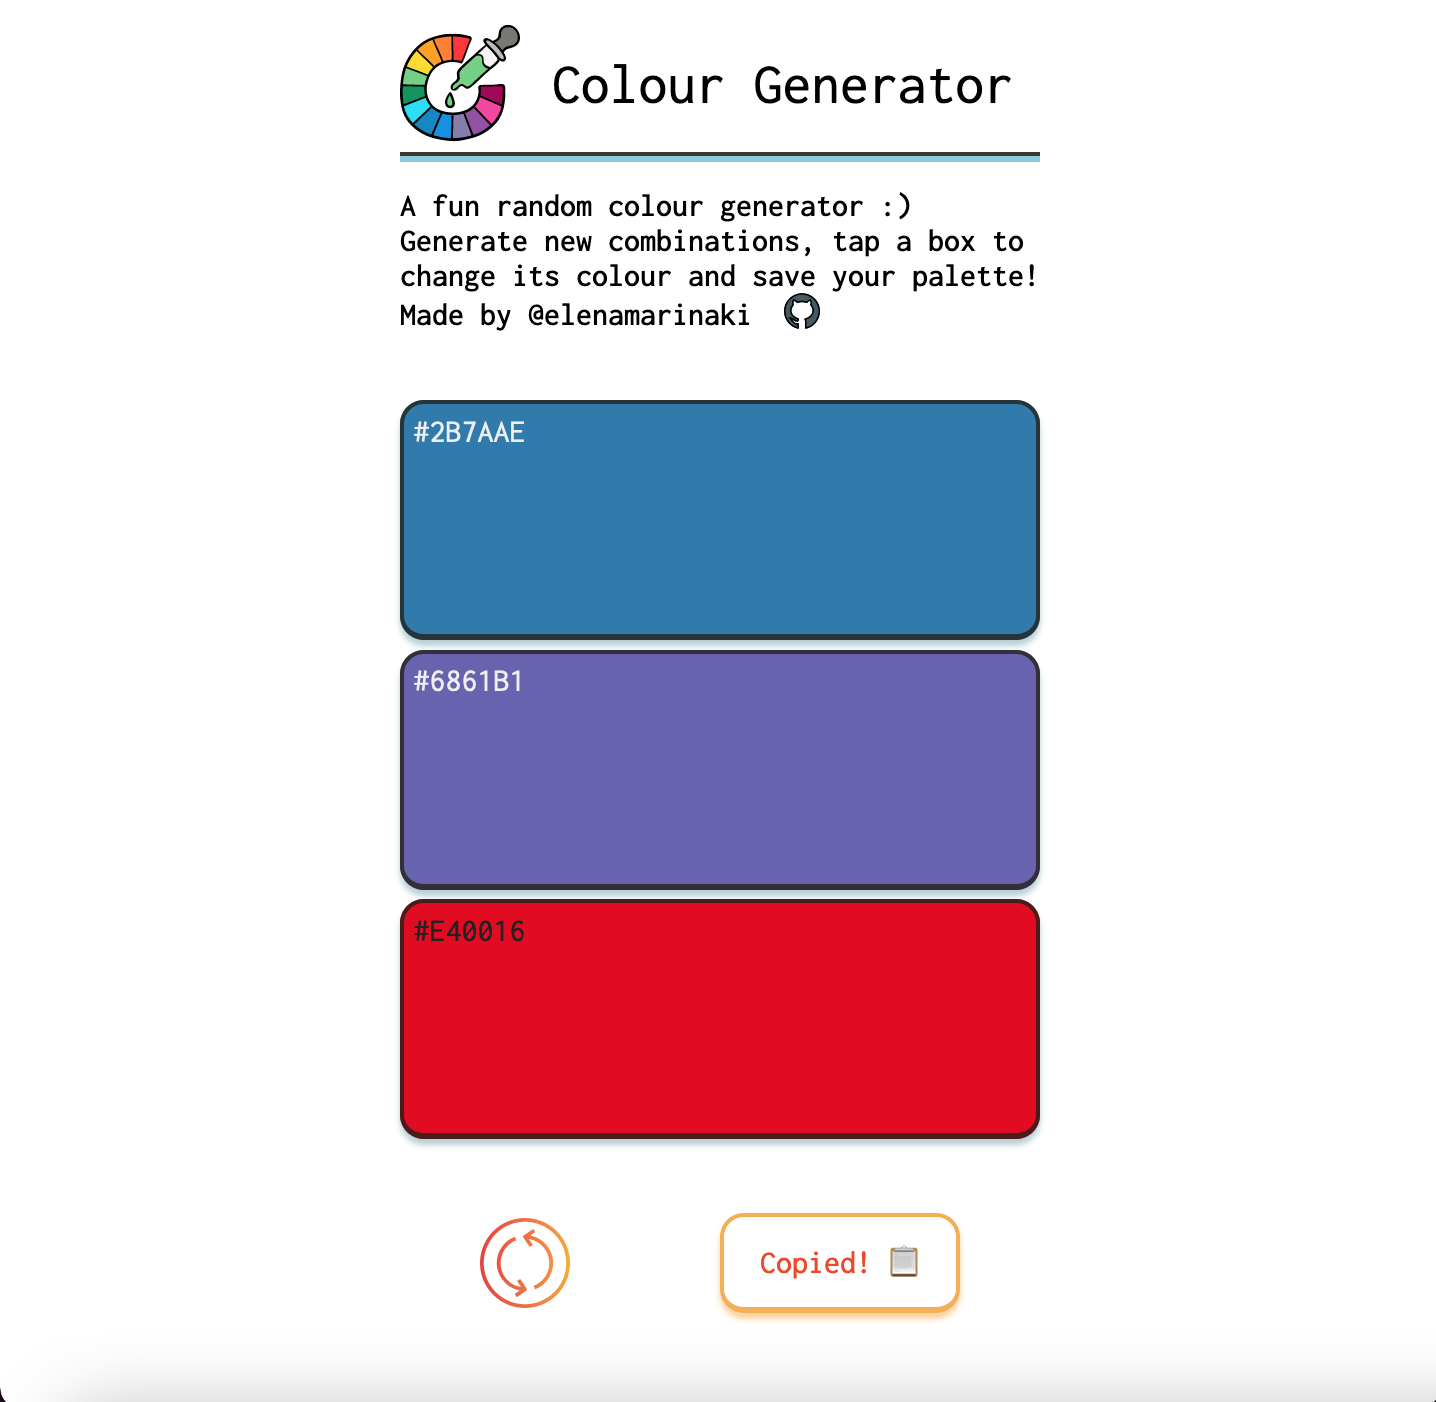 Colour Generator
A fun random colour generator :)
Generate new combinations, tap a box to
change its colour and save your palette!
Made by @elenamarinaki
#2B7AAE
#6861B1
#E40016
Copied! 📋